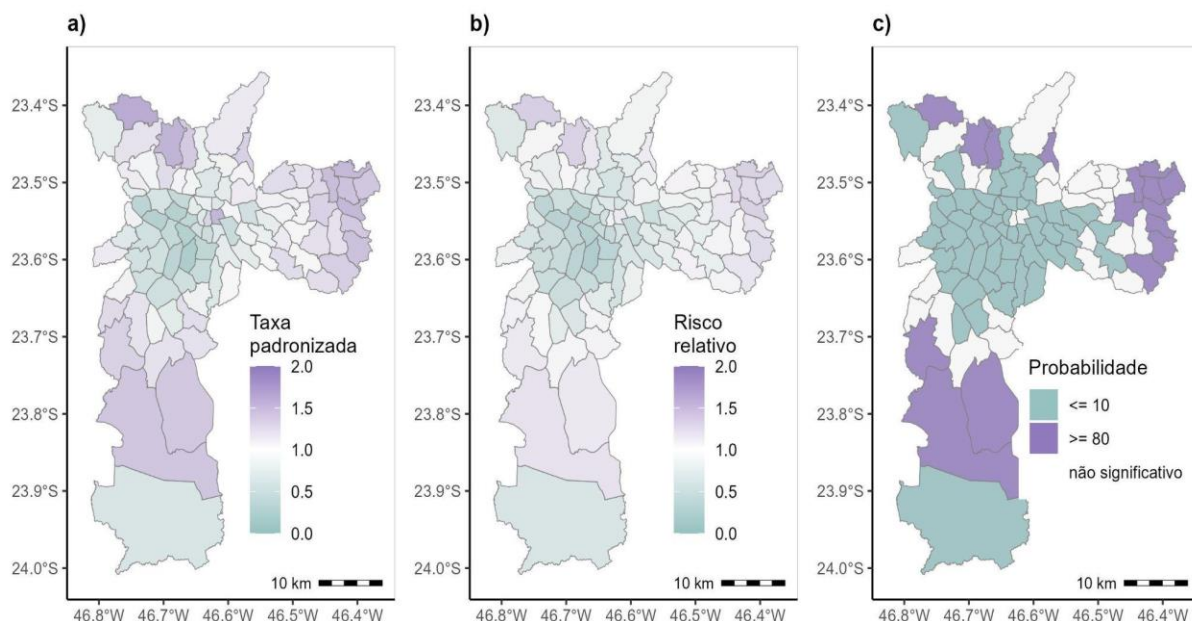 a)
23.4°S
23.5°S
23.6°S
23.7°S
23.8°S
23.9°S
24.0°S
Taxa
padronizada
2.0
1.5
1.0
0.5
0.0
10 km
46.8°W 46.7°W 46.6°W 46.5°W 46.4°W
b)
23.4°S
23.5°S
23.6°S
23.7°S
23.8°S
23.9°S
24.0°S
Risco
relativo
2.0
1.5
1.0
0.5
0.0
10 km
46.8°W 46.7°W 46.6°W 46.5°W 46.4°W
c)
23.4°S
23.5°S
23.6°S
23.7°S
23.8°S
23.9°S
24.0°S
Probabilidade
<= 10
>= 80
não significativo
10 km
46.8°W 46.7°W 46.6°W 46.5°W 46.4°W